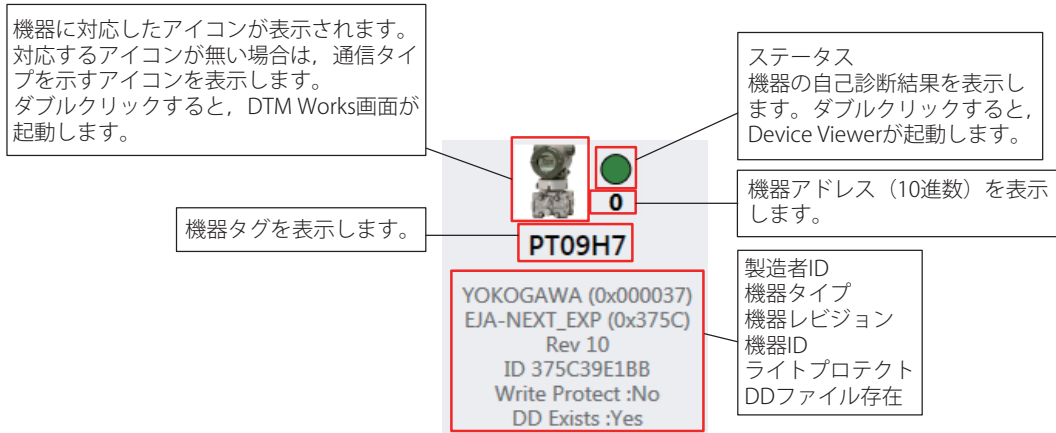 機器に対応したアイコンが表示されます。
対応するアイコンが無い場合は，通信タイ
プを示すアイコンを表示します。
ダブルクリックすると，DTM Works画面が
起動します。
ステータス
機器の自己診断結果を表示し
ます。ダブルクリックすると，
Device Viewerが起動します。
0
機器アドレス（10進数）を表示
します。
機器タグを表示します。
PT09H7
YOKOGAWA (0x000037)
EJA-NEXT_EXP (0x375C)
Rev 10
ID 375C39E1BB
Write Protect :No
DD Exists :Yes
製造者ID
機器タイプ
機器レビジョン
機器ID
ライトプロテクト
DDファイル存在